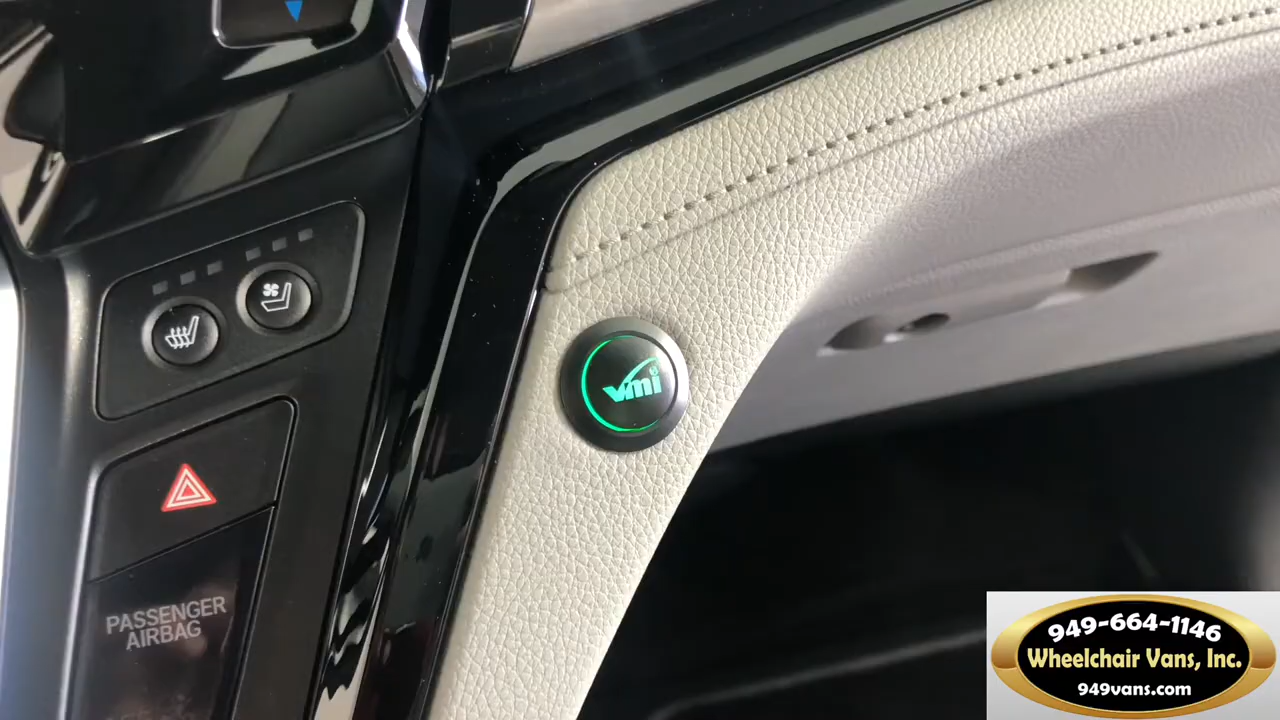 vmi
PASSENGER
AIRBAG
949-664-1146
Wheelchair Vans, Inc.
949vans.com